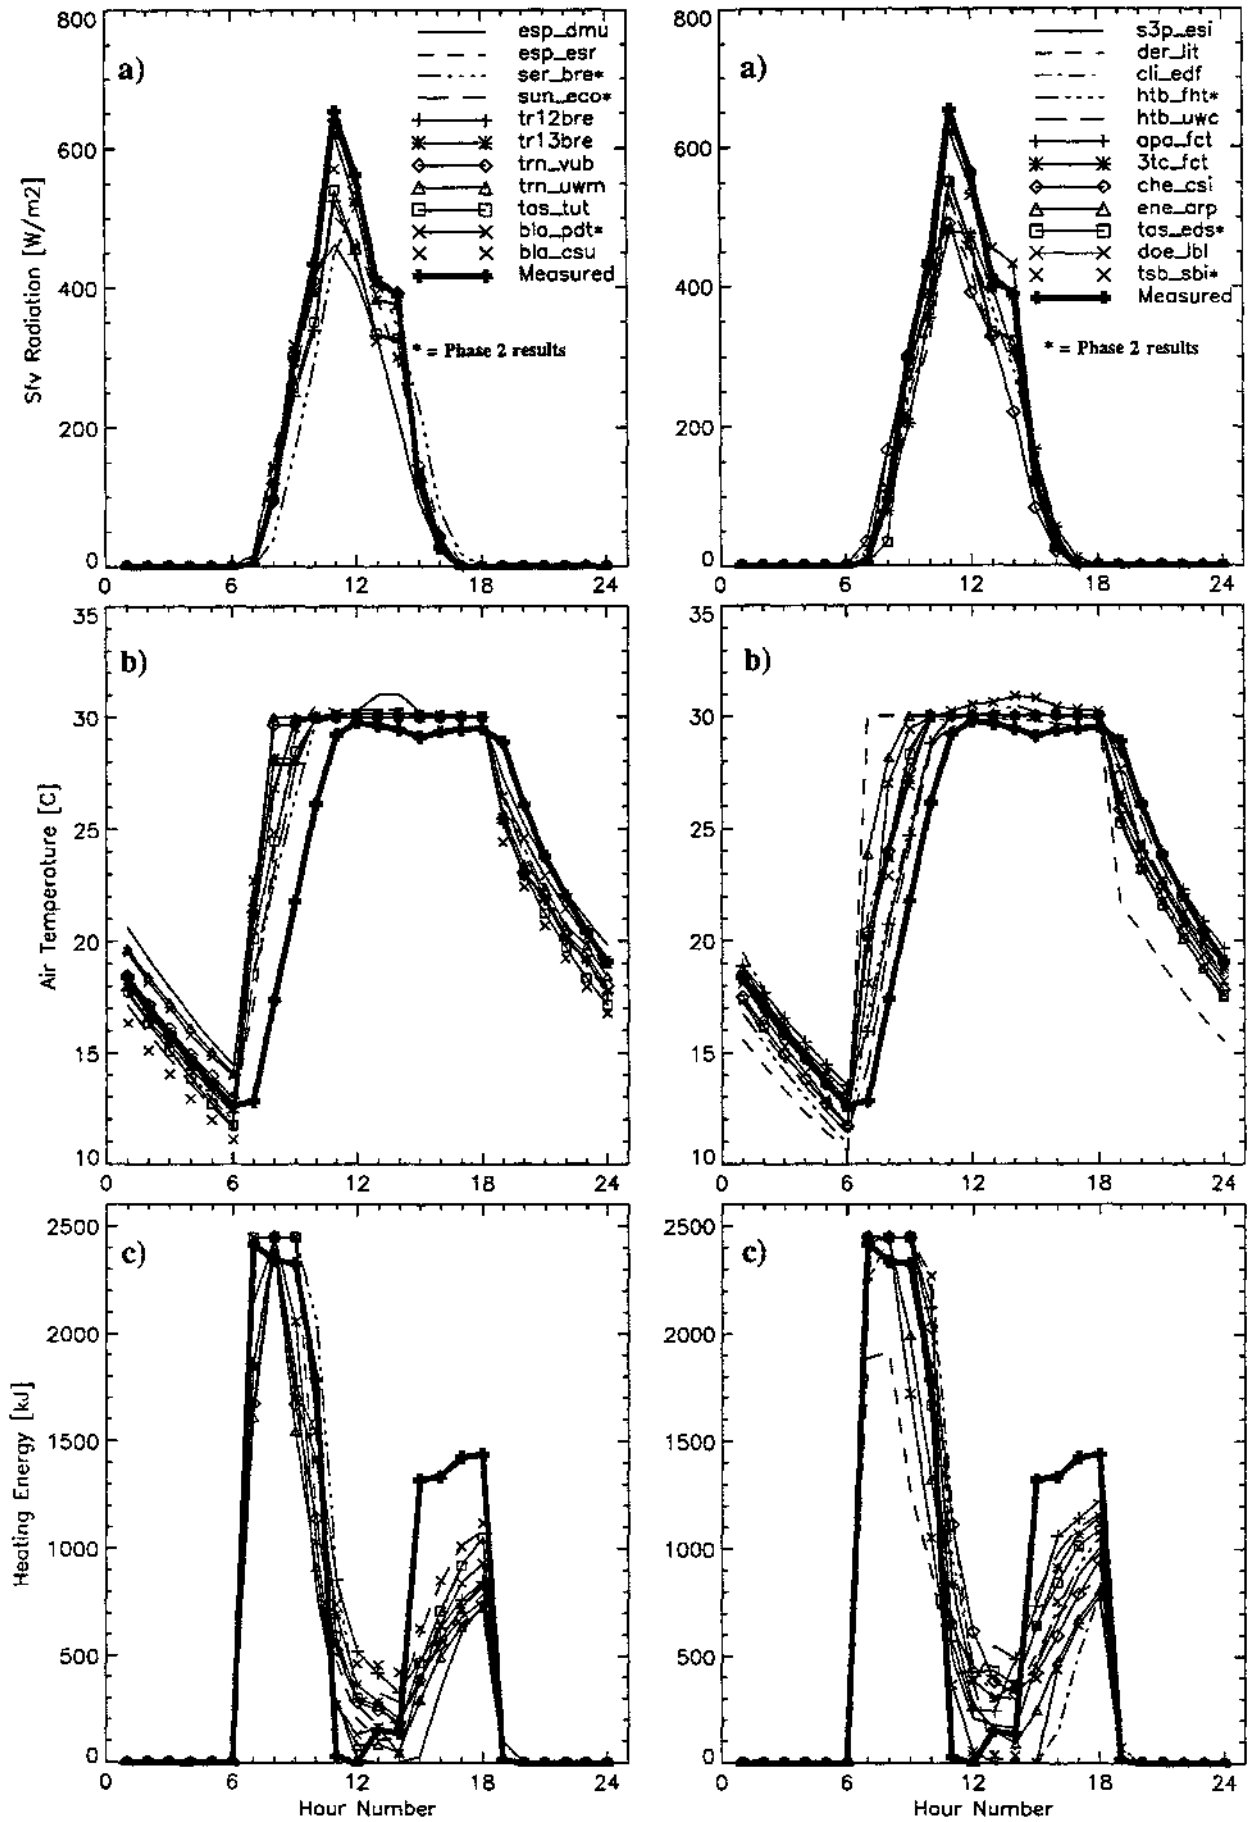 a)
800
600
400
200
0
Sfv Radiation [W/m2]
esp_dmu
esp_esr
ser_bre*
sun_eco*
tr12bre
tr13bre
trn_vub
trn_uwm
tas_tut
bla_pdt*
bla_csu
Measured
* = Phase 2 results
0 6 12 18 24
a)
800
600
400
200
0
s3p_esi
der_lit
cli_edf
htb_fht*
htb_uwc
apa_fct
3tc_fct
che_csi
ene_arp
tas_eds*
doe_lbl
tsb_sbi*
Measured
* = Phase 2 results
0 6 12 18 24
b)
35
30
25
20
15
10
Air Temperature [C]
0 6 12 18 24
b)
35
30
25
20
15
10
0 6 12 18 24
c)
2500
2000
1500
1000
500
0
Heating Energy [kJ]
0 6 12 18 24
Hour Number
c)
2500
2000
1500
1000
500
0
0 6 12 18 24
Hour Number